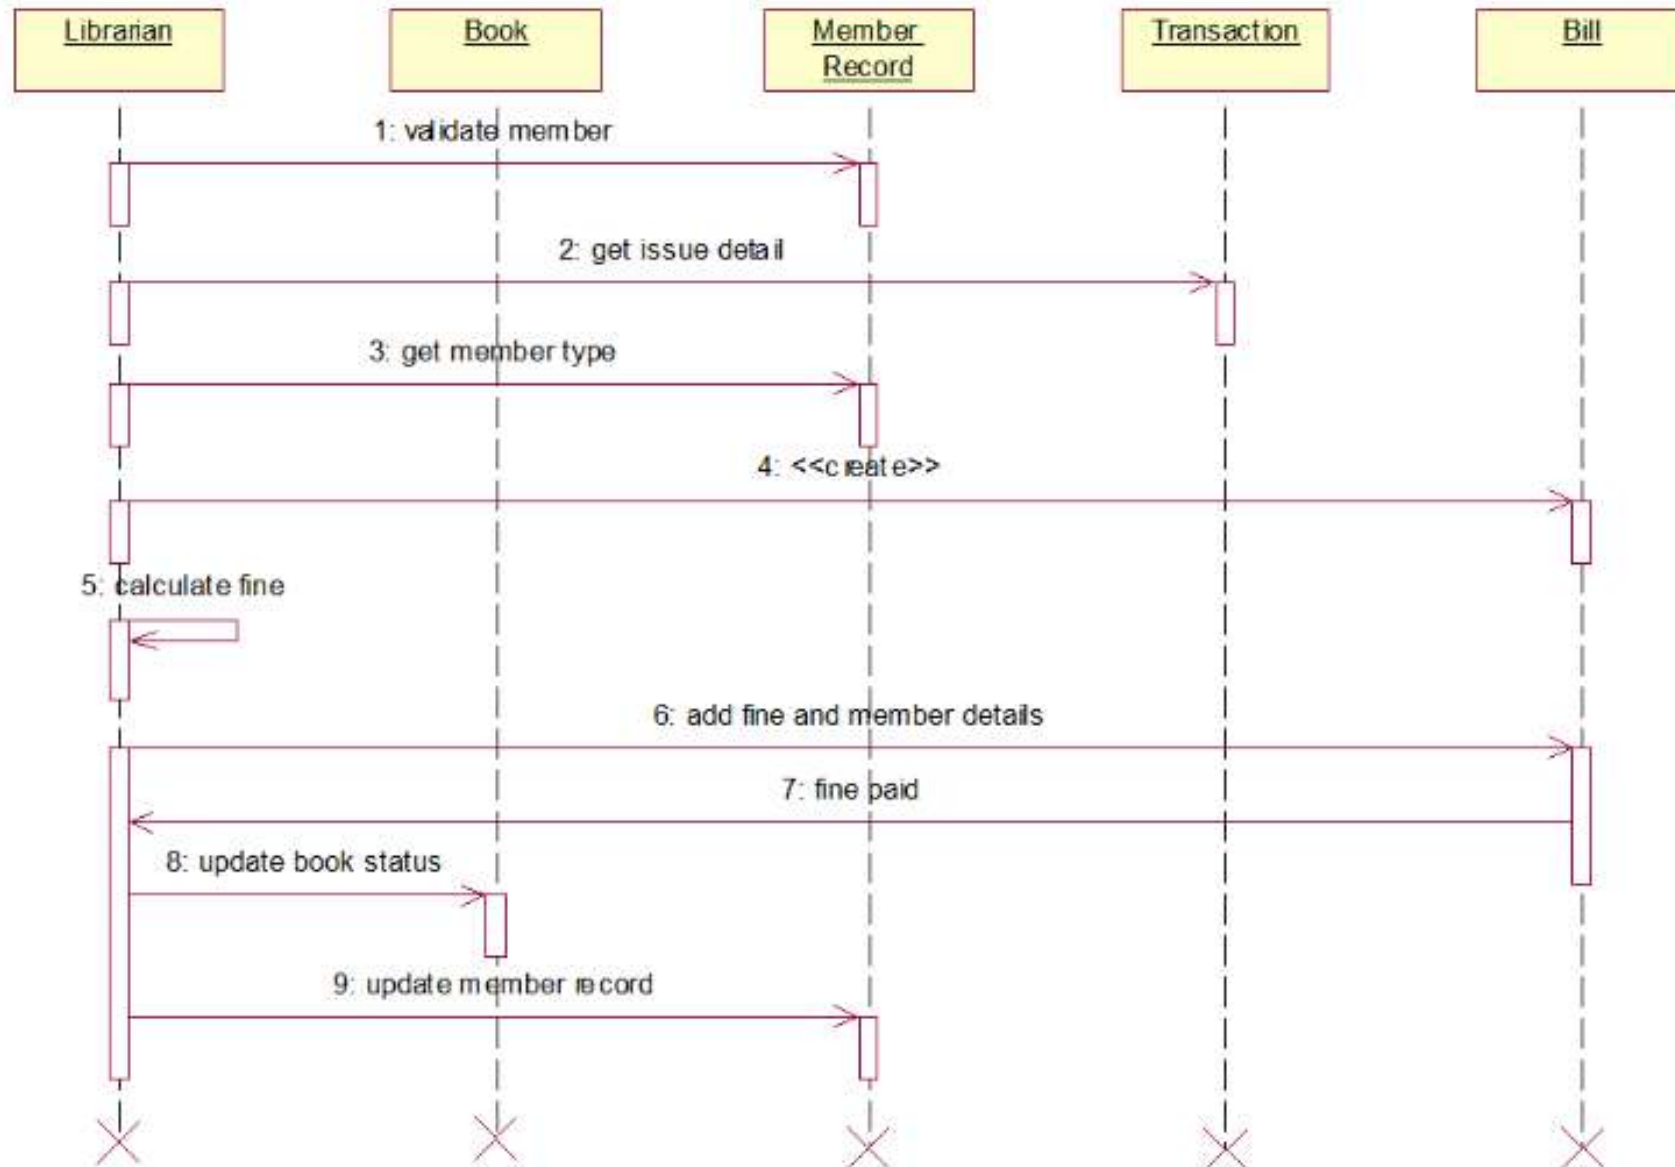 Librarian
Book
Member
Record
Transaction
Bill
1: validate member
2: get issue detail
3: get member type
4: <<create>>
5: calculate fine
6: add fine and member details
7: fine paid
8: update book status
9: update member record